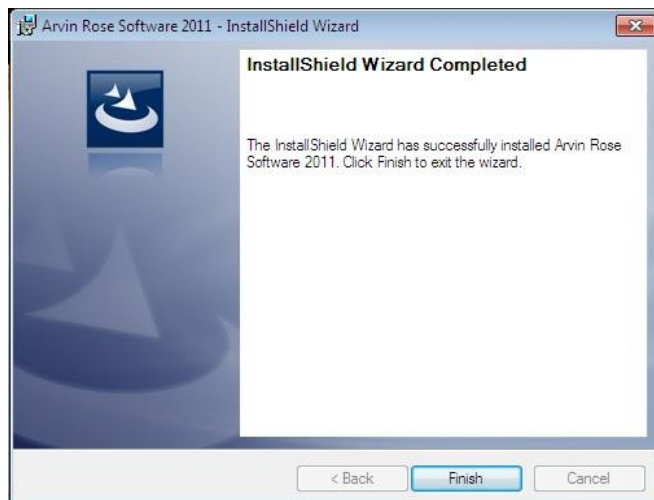 Arvin Rose Software 2011 - InstallShield Wizard
InstallShield Wizard Completed
The InstallShield Wizard has successfully installed Arvin Rose
Software 2011. Click Finish to exit the wizard.
< Back
Finish
Cancel